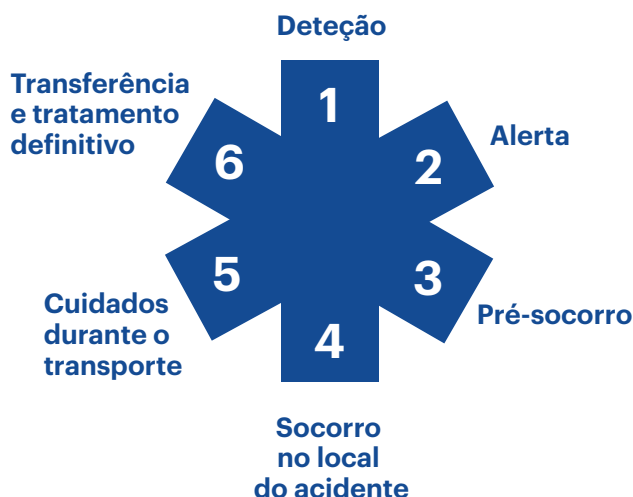 Deteção
1
Alerta
2
Pré-socorro
3
Socorro
no local
do acidente
4
Cuidados
durante o
transporte
5
Transferência
e tratamento
definitivo
6